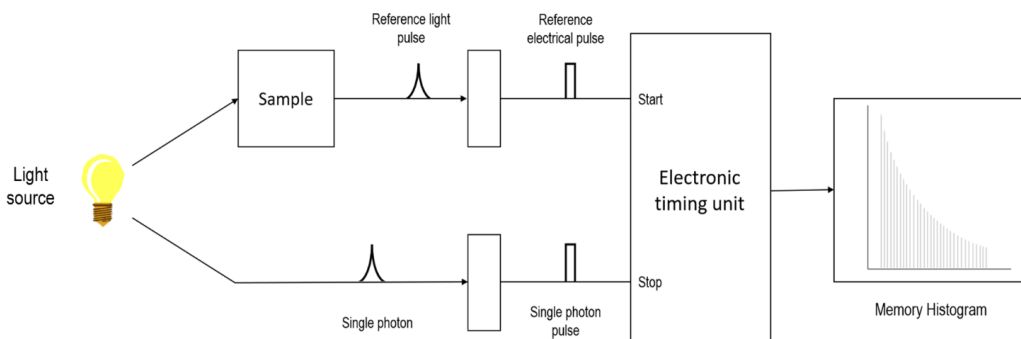 Reference light
pulse
Reference
electrical pulse
Sample
Start
Light
source
Electronic
timing unit
Stop
Single photon
Single photon
pulse
Memory Histogram